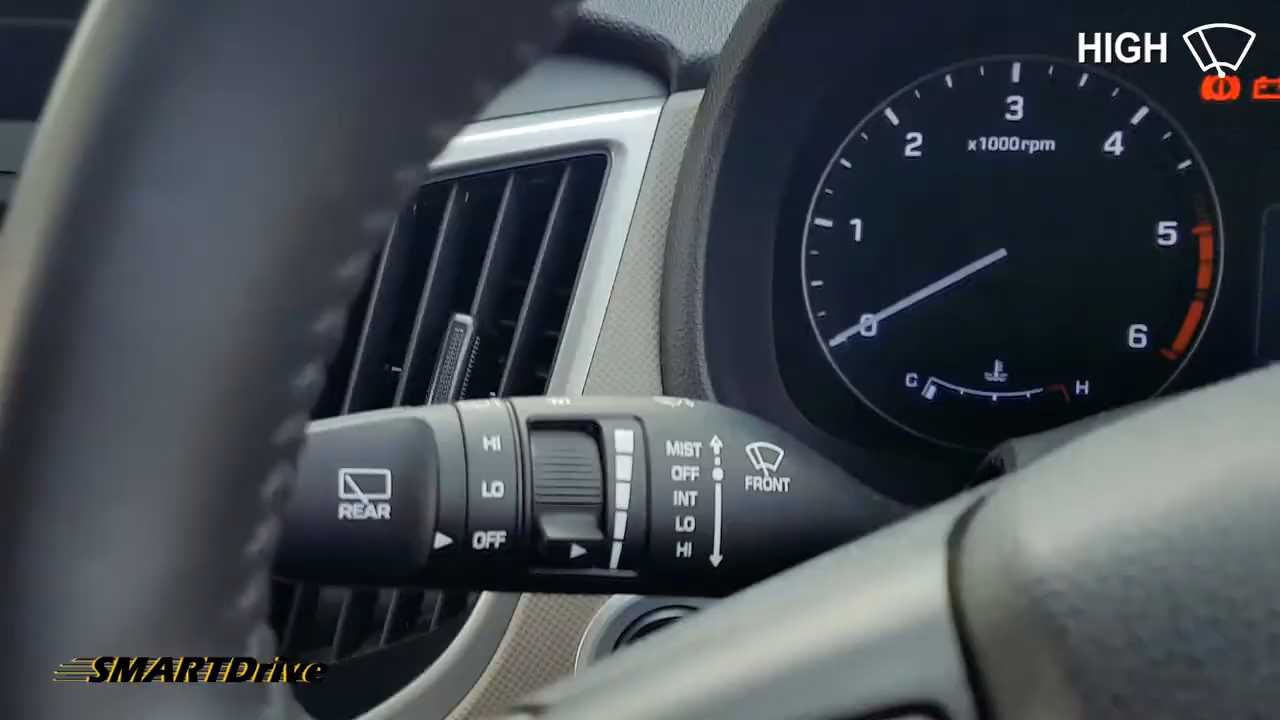 HIGH
3
2
4
x1000rpm
1
5
0
6
C
H
HI
LO
OFF
REAR
MIST
OFF
INT
LO
HI
FRONT
SMARTDrive